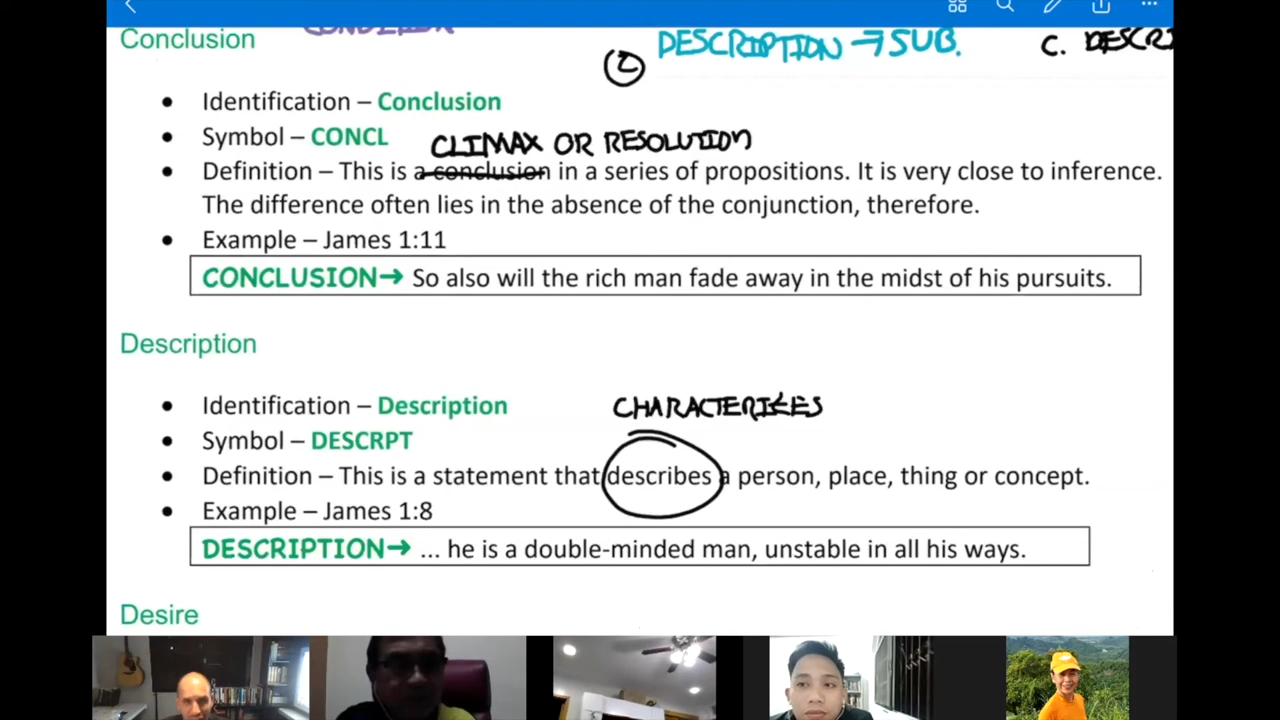 Conclusion
DESCRIPTION → SUB.
C. DESCRI
2
Identification – Conclusion
Symbol – CONCL
CLIMAX OR RESOLUTION
Definition – This is a conclusion in a series of propositions. It is very close to inference.
The difference often lies in the absence of the conjunction, therefore.
Example – James 1:11
CONCLUSION→ So also will the rich man fade away in the midst of his pursuits.
Description
Identification – Description
CHARACTERIZES
Symbol – DESCRPT
Definition – This is a statement that describes a person, place, thing or concept.
Example – James 1:8
DESCRIPTION→ ... he is a double-minded man, unstable in all his ways.
Desire